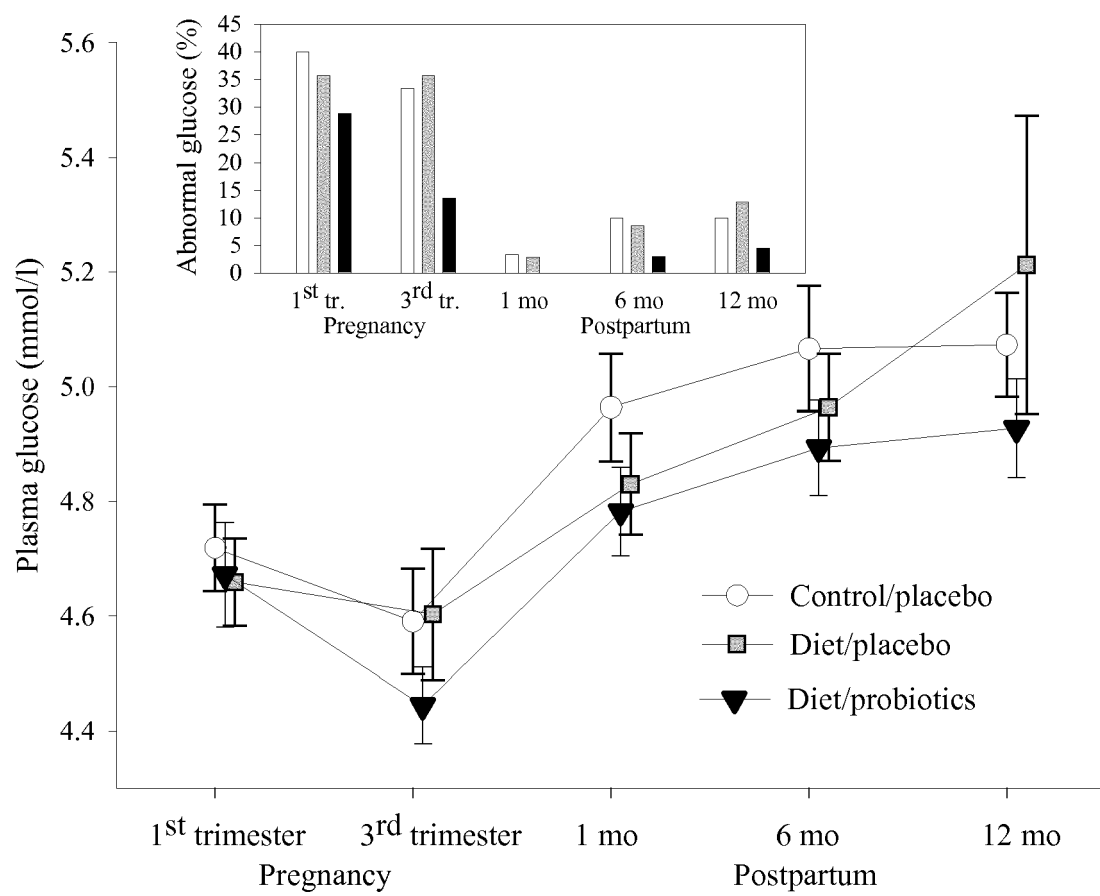 Plasma glucose (mmol/l)
5.6
5.4
5.2
5.0
4.8
4.6
4.4
Abnormal glucose (%)
45
40
35
30
25
20
15
10
5
0
1st tr. 3rd tr. 1 mo 6 mo 12 mo
Pregnancy Postpartum
Control/placebo
Diet/placebo
Diet/probiotics
1st trimester 3rd trimester 1 mo 6 mo 12 mo
Pregnancy Postpartum